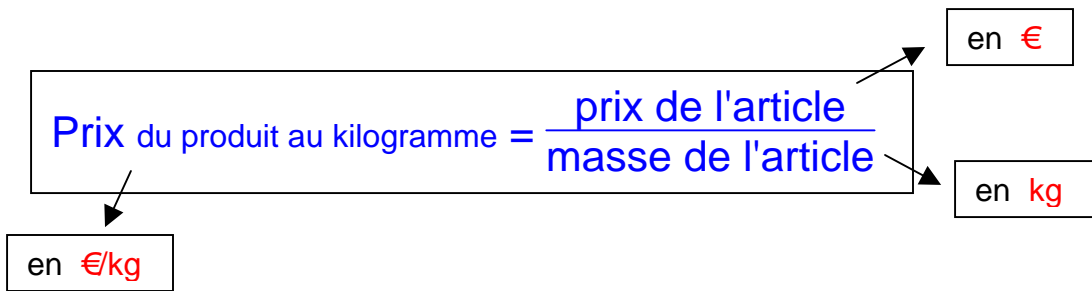 en €
prix de l'article
Prix du produit au kilogramme =
masse de l'article
en kg
en €/kg